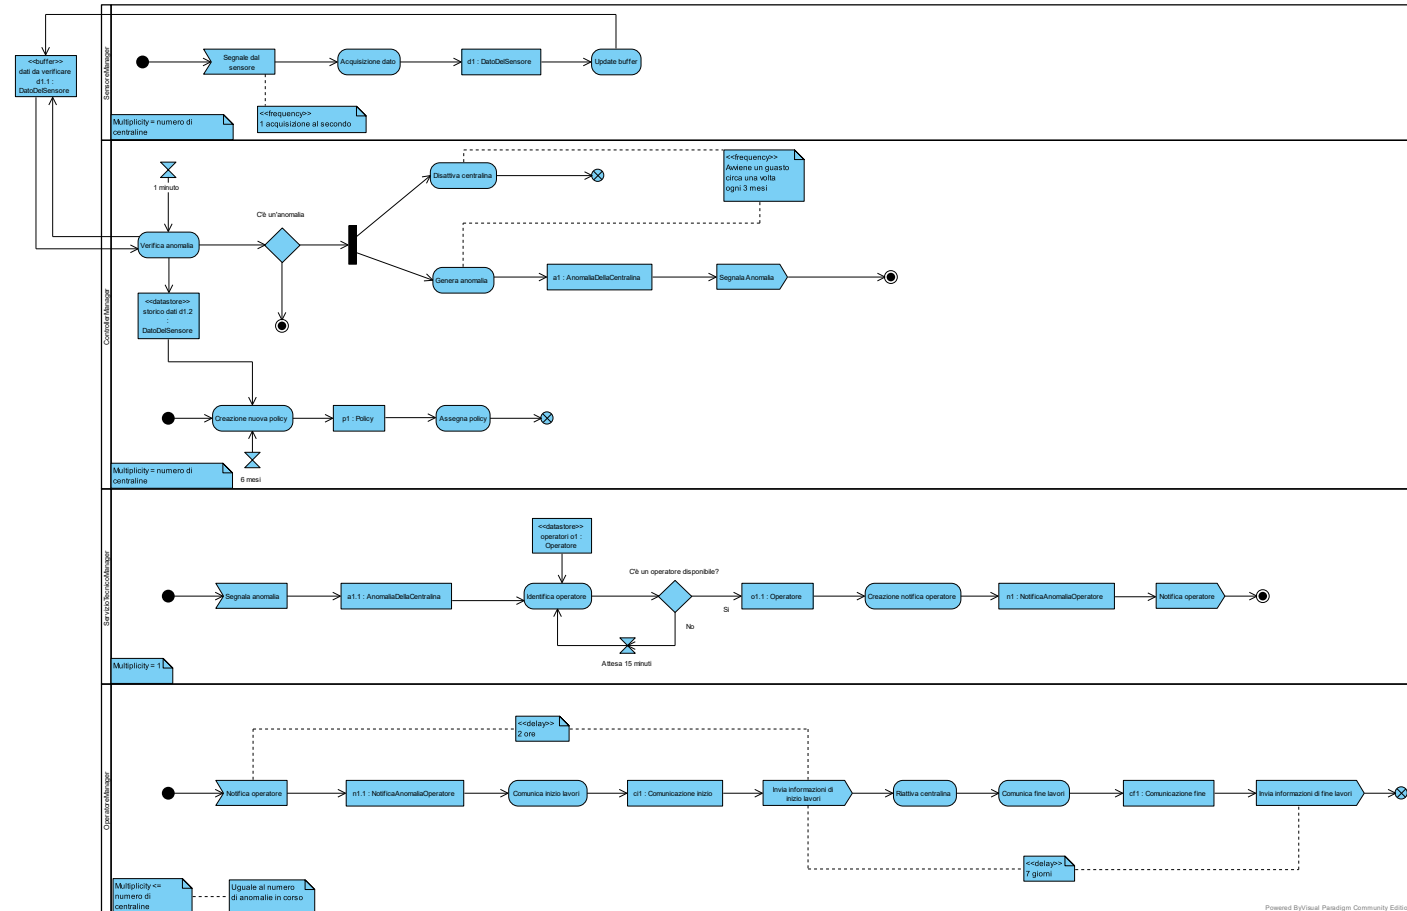 <<buffer>>
dati da verificare
d1.1 :
DatoDelSensore
SensoreManager
Segnale dal
sensore
Acquisizione dato
d1 : DatoDelSensore
Update buffer
<<frequency>>
1 acquisizione al secondo
Multiplicity = numero di
centraline
ControllerManager
1 minuto
Verifica anomalia
C'è un'anomalia
Disattiva centralina
<<frequency>>
Avviene un guasto
circa una volta
ogni 3 mesi
Genera anomalia
a1 : AnomaliaDellaCentralina
Segnala Anomalia
<<datastore>>
storico dati d1.2
:
DatoDelSensore
Creazione nuova policy
p1 : Policy
Assegna policy
6 mesi
Multiplicity = numero di
centraline
ServizioTecnicoManager
Segnala anomalia
a1.1 : AnomaliaDellaCentralina
<<datastore>>
operatori o1 :
Operatore
Identifica operatore
C'è un operatore disponibile?
Si
No
Attesa 15 minuti
o1.1 : Operatore
Creazione notifica operatore
n1 : NotificaAnomaliaOperatore
Notifica operatore
Multiplicity = 1
OperatoreManager
<<delay>>
2 ore
Notifica operatore
n1.1 : NotificaAnomaliaOperatore
Comunica inizio lavori
ci1 : Comunicazione inizio
Invia informazioni di
inizio lavori
Riattiva centralina
Comunica fine lavori
cf1 : Comunicazione fine
Invia informazioni di fine lavori
<<delay>>
7 giorni
Multiplicity <=
numero di
centraline
Uguale al numero
di anomalie in corso
Powered By Visual Paradigm Community Editio